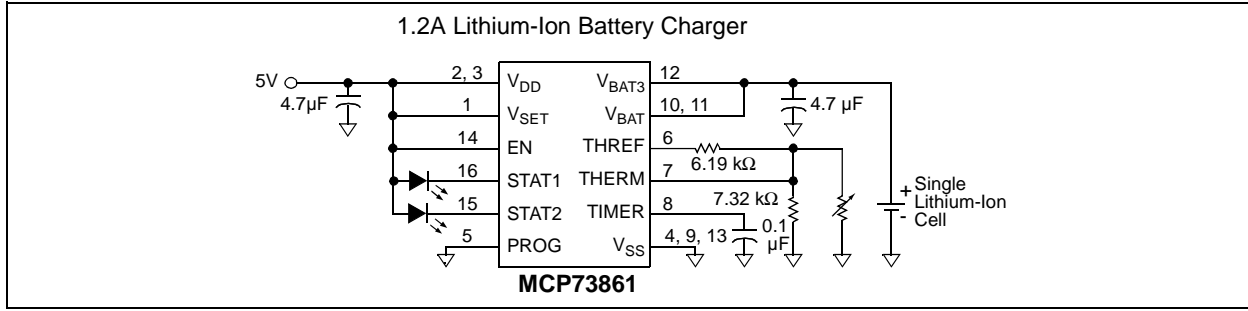 1.2A Lithium-Ion Battery Charger
5V
4.7µF
2, 3
VDD
1
VSET
14
EN
16
STAT1
15
STAT2
5
PROG
VBAT3
12
VBAT
10, 11
THREF
6
THERM
7
TIMER
8
VSS
4, 9, 13
4.7 µF
6.19 kΩ
7.32 kΩ
0.1
µF
+ Single
- Lithium-Ion
Cell
MCP73861